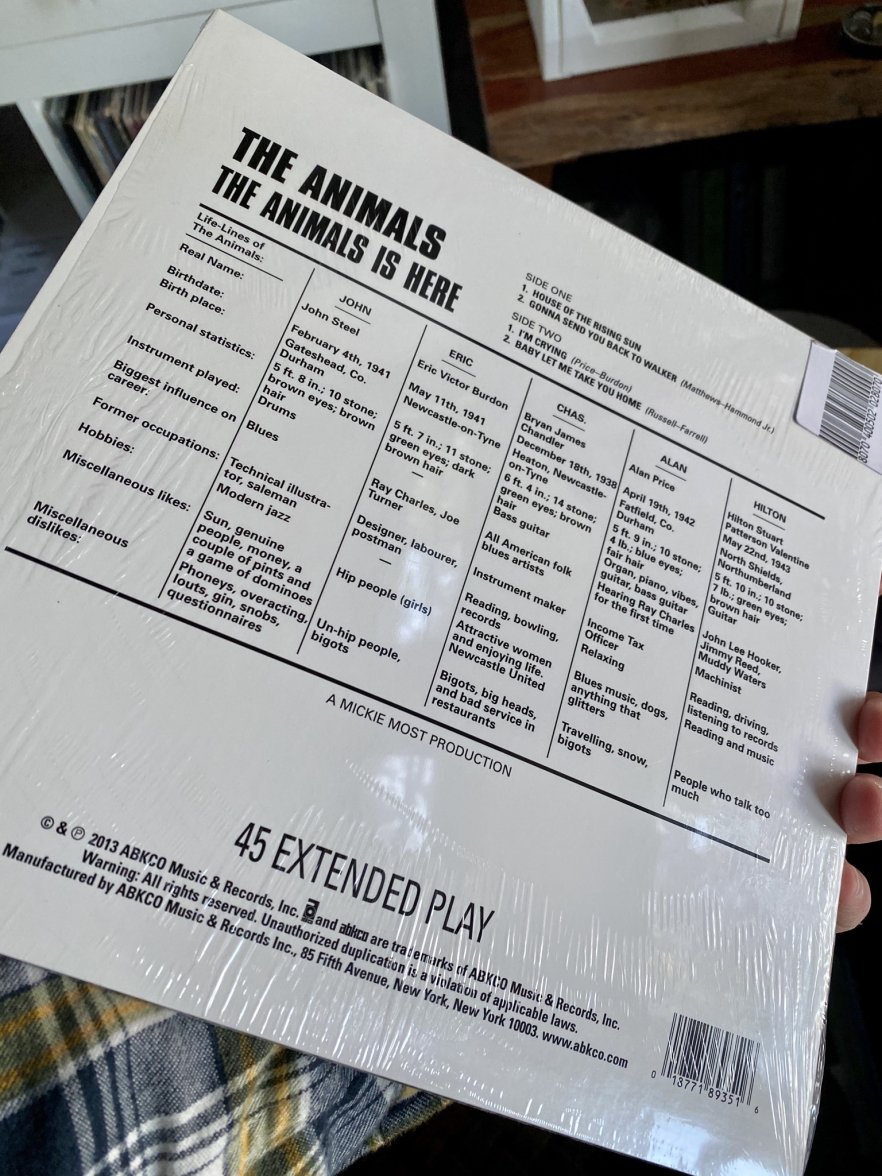 THE ANIMALS
THE ANIMALS IS HERE
SIDE ONE
1. HOUSE OF THE RISING SUN
2. GONNA SEND YOU BACK TO WALKER (Matthews-Hammond Jr.)
SIDE TWO
1. I'M CRYING (Price-Burdon)
2. BABY LET ME TAKE YOU HOME (Russell-Farrell)
Life-Lines of
The Animals:
Real Name:
Birthdate:
Birth place:
Personal statistics:
Instrument played:
Biggest influence on
career:
Former occupations:
Hobbies:
Miscellaneous likes:
Miscellaneous
dislikes:
JOHN
John Steel
February 4th, 1941
Gateshead, Co.
Durham
5 ft. 8 in.; 10 stone;
brown eyes; brown
hair
Drums
Blues
Technical illustra-
tor, saleman
Modern jazz
Sun, genuine
people, money, a
couple of pints and
a game of dominoes
Phoneys, overacting,
louts, gin, snobs,
questionnaires
ERIC
Eric Victor Burdon
May 11th, 1941
Newcastle-on-Tyne
5 ft. 7 in.; 11 stone;
green eyes; dark
brown hair
—
Ray Charles, Joe
Turner
Designer, labourer,
postman
—
Hip people (girls)
Un-hip people,
bigots
CHAS.
Bryan James
Chandler
December 18th, 1938
Heaton, Newcastle-
on-Tyne
6 ft. 4 in.; 14 stone;
green eyes; brown
hair
Bass guitar
All American folk
blues artists
Instrument maker
Reading, bowling,
records
Attractive women
and enjoying life.
Newcastle United
Bigots, big heads,
and bad service in
restaurants
ALAN
Alan Price
April 19th, 1942
Fatfield, Co.
Durham
5 ft. 9 in.; 10 stone;
4 lb.; blue eyes;
fair hair
Organ, piano, vibes,
guitar, bass guitar
Hearing Ray Charles
for the first time
Income Tax
Officer
Relaxing
Blues music, dogs,
anything that
glitters
Travelling, snow,
bigots
HILTON
Hilton Stuart
Patterson Valentine
May 22nd, 1943
North Shields,
Northumberland
5 ft. 10 in.; 10 stone;
7 lb.; green eyes;
brown hair
Guitar
John Lee Hooker,
Jimmy Reed,
Muddy Waters
Machinist
Reading, driving,
listening to records
Reading and music
People who talk too
much
A MICKIE MOST PRODUCTION
45 EXTENDED PLAY
© & ℗ 2013 ABKCO Music & Records, Inc. and abkco are trademarks of ABKCO Music & Records, Inc.
Warning: All rights reserved. Unauthorized duplication is a violation of applicable laws.
Manufactured by ABKCO Music & Records Inc., 85 Fifth Avenue, New York, New York 10003. www.abkco.com
0 18771 89351 6